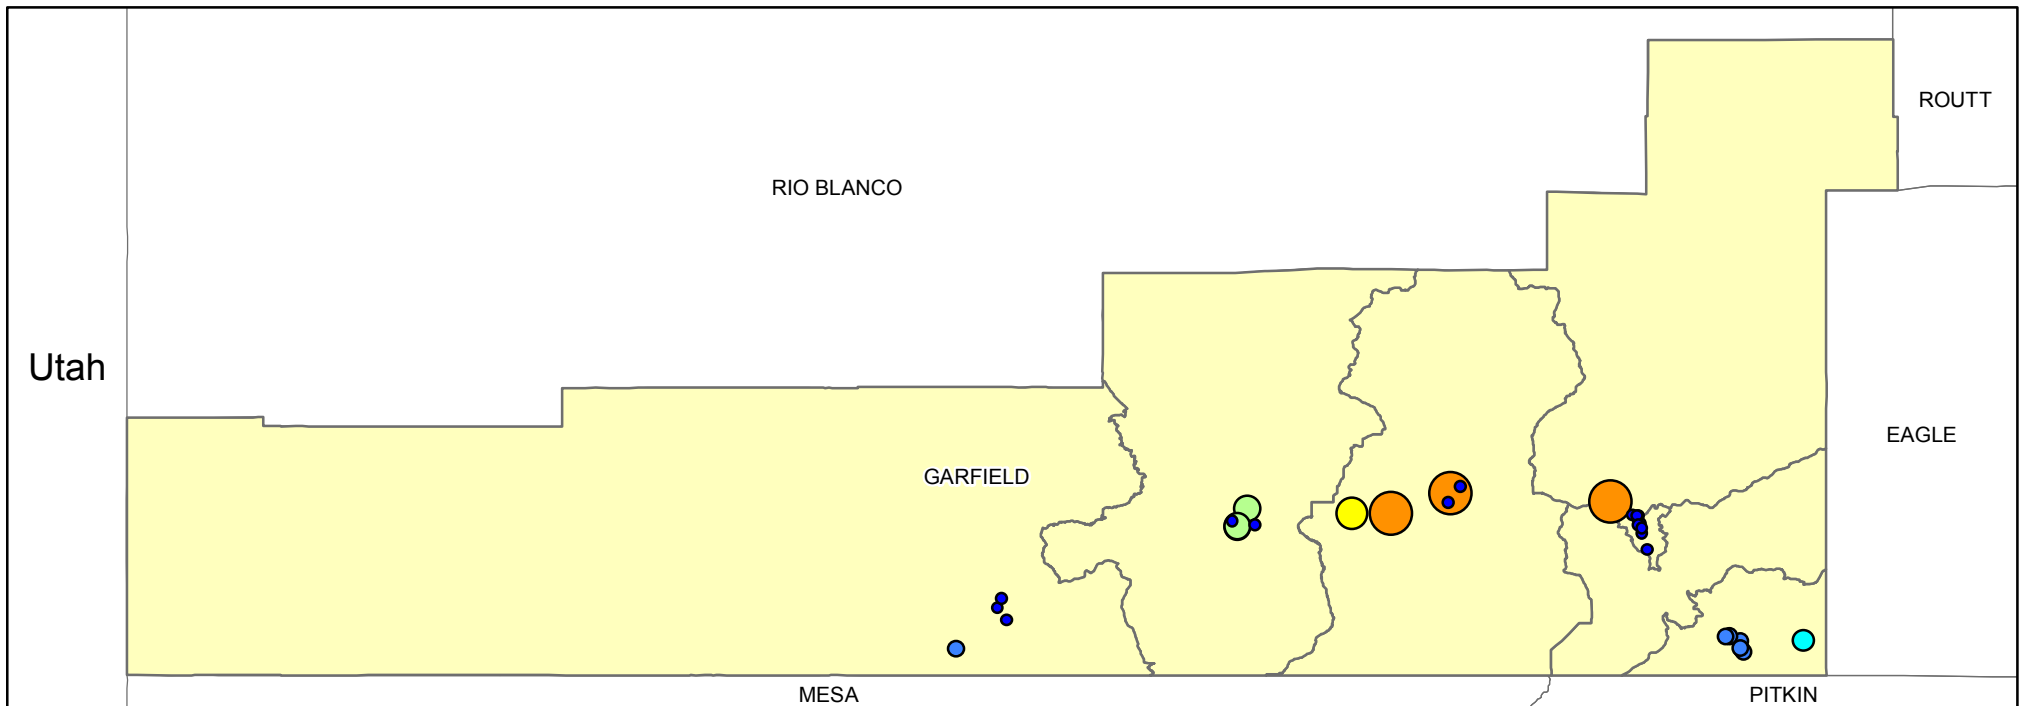 ROUTT
RIO BLANCO
Utah
EAGLE
GARFIELD
MESA
PITKIN